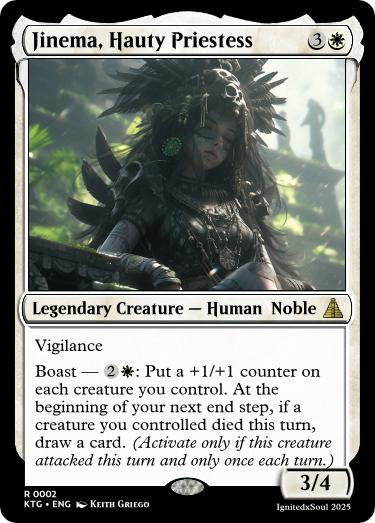 Jinema, Hauty Priestess 3
Legendary Creature — Human Noble
Vigilance
Boast — 2: Put a +1/+1 counter on
each creature you control. At the
beginning of your next end step, if a
creature you controlled died this turn,
draw a card. (Activate only if this creature
attacked this turn and only once each turn.)
3/4
R 0002
KTG • ENG Keith Griego
IgnitedxSoul 2025